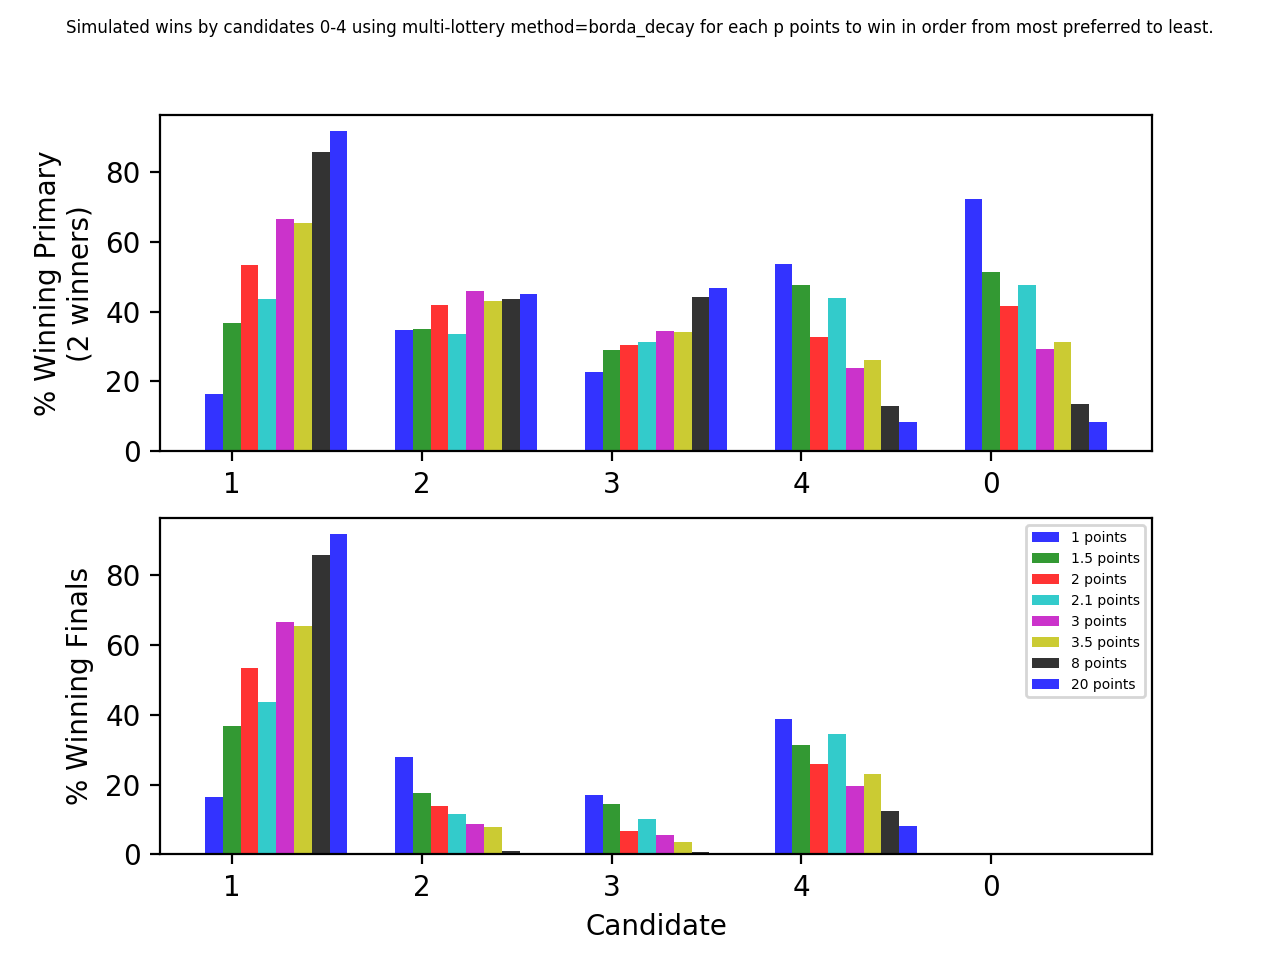 Simulated wins by candidates 0-4 using multi-lottery method=borda_decay for each p points to win in order from most preferred to least.
% Winning Primary
(2 winners)
80
60
40
20
0
1 2 3 4 0
% Winning Finals
80
60
40
20
0
1 points
1.5 points
2 points
2.1 points
3 points
3.5 points
8 points
20 points
1 2 3 4 0
Candidate